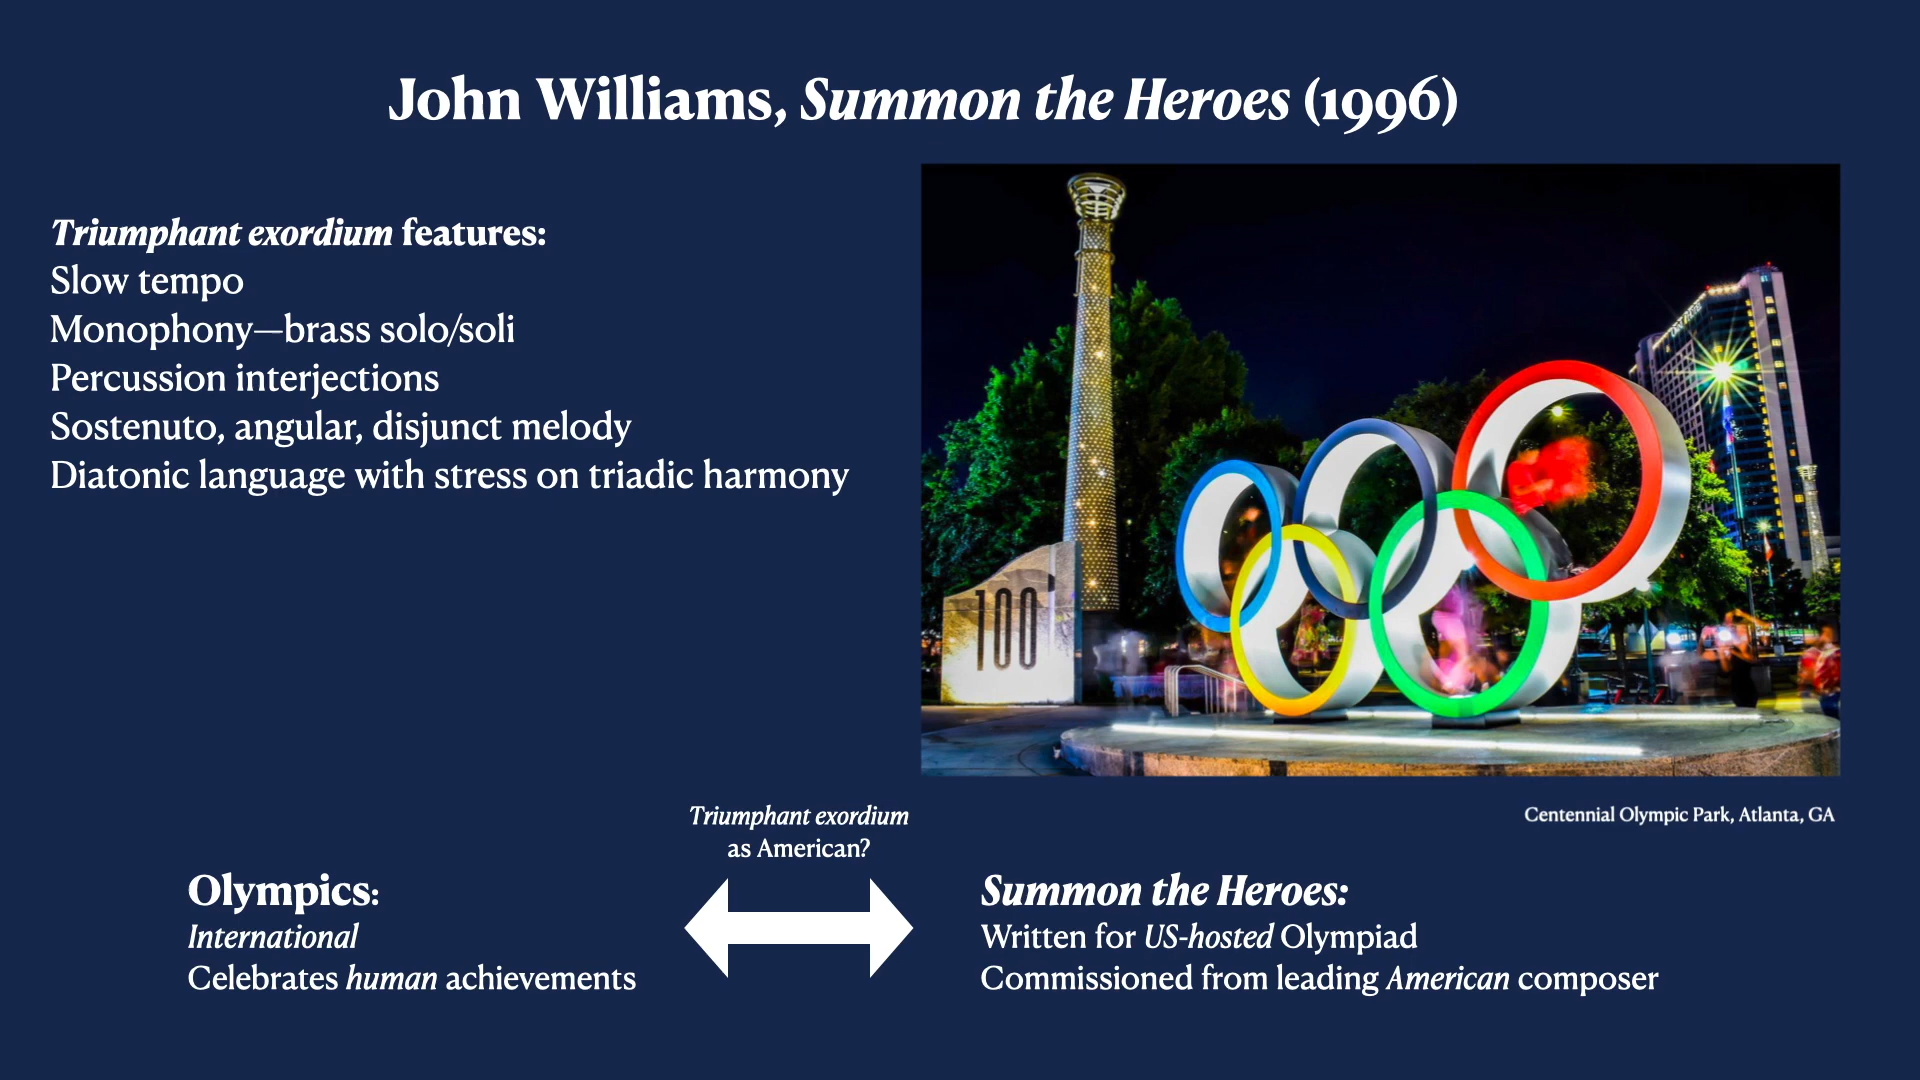 John Williams, Summon the Heroes (1996)
Triumphant exordium features:
Slow tempo
Monophony—brass solo/soli
Percussion interjections
Sostenuto, angular, disjunct melody
Diatonic language with stress on triadic harmony
100
Centennial Olympic Park, Atlanta, GA
Triumphant exordium
as American?
Olympics:
International
Celebrates human achievements
Summon the Heroes:
Written for US-hosted Olympiad
Commissioned from leading American composer